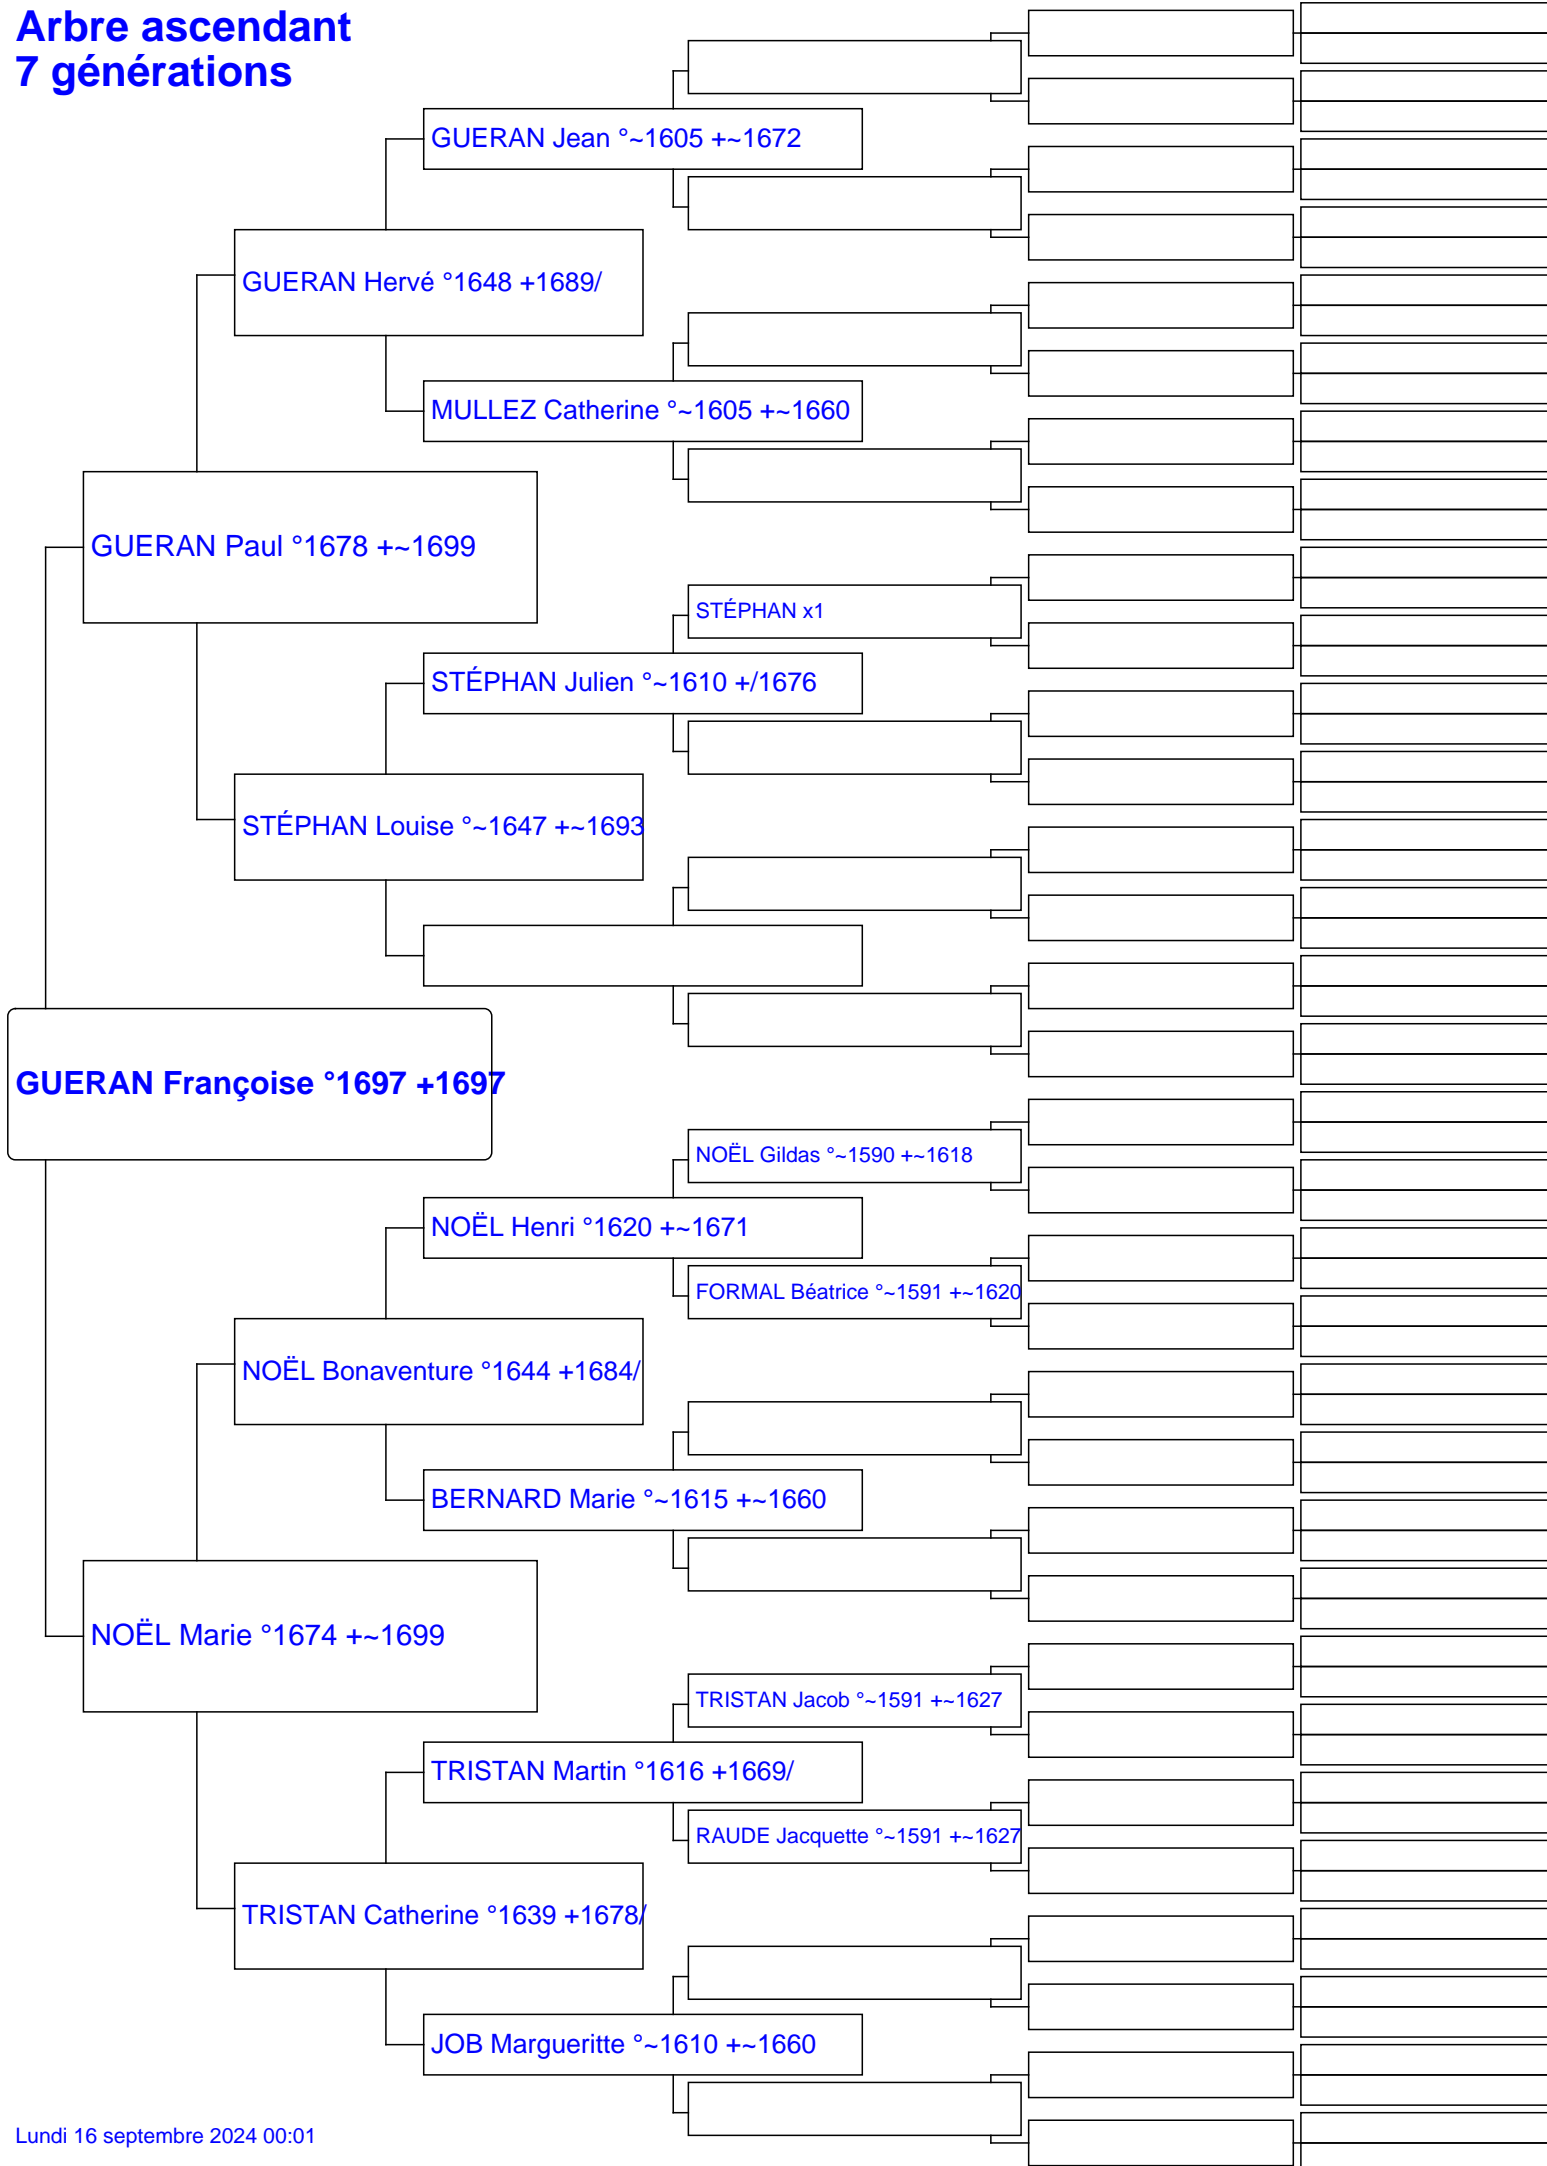 Arbre ascendant
7 générations
GUERAN Jean °~1605 +~1672
GUERAN Hervé °1648 +1689/
MULLEZ Catherine °~1605 +~1660
GUERAN Paul °1678 +~1699
STÉPHAN x1
STÉPHAN Julien °~1610 +/1676
STÉPHAN Louise °~1647 +~1693
GUERAN Françoise °1697 +1697
NOËL Gildas °~1590 +~1618
NOËL Henri °1620 +~1671
FORMAL Béatrice °~1591 +~1620
NOËL Bonaventure °1644 +1684/
BERNARD Marie °~1615 +~1660
NOËL Marie °1674 +~1699
TRISTAN Jacob °~1591 +~1627
TRISTAN Martin °1616 +1669/
RAUDE Jacquette °~1591 +~1627
TRISTAN Catherine °1639 +1678/
JOB Margueritte °~1610 +~1660
Lundi 16 septembre 2024 00:01